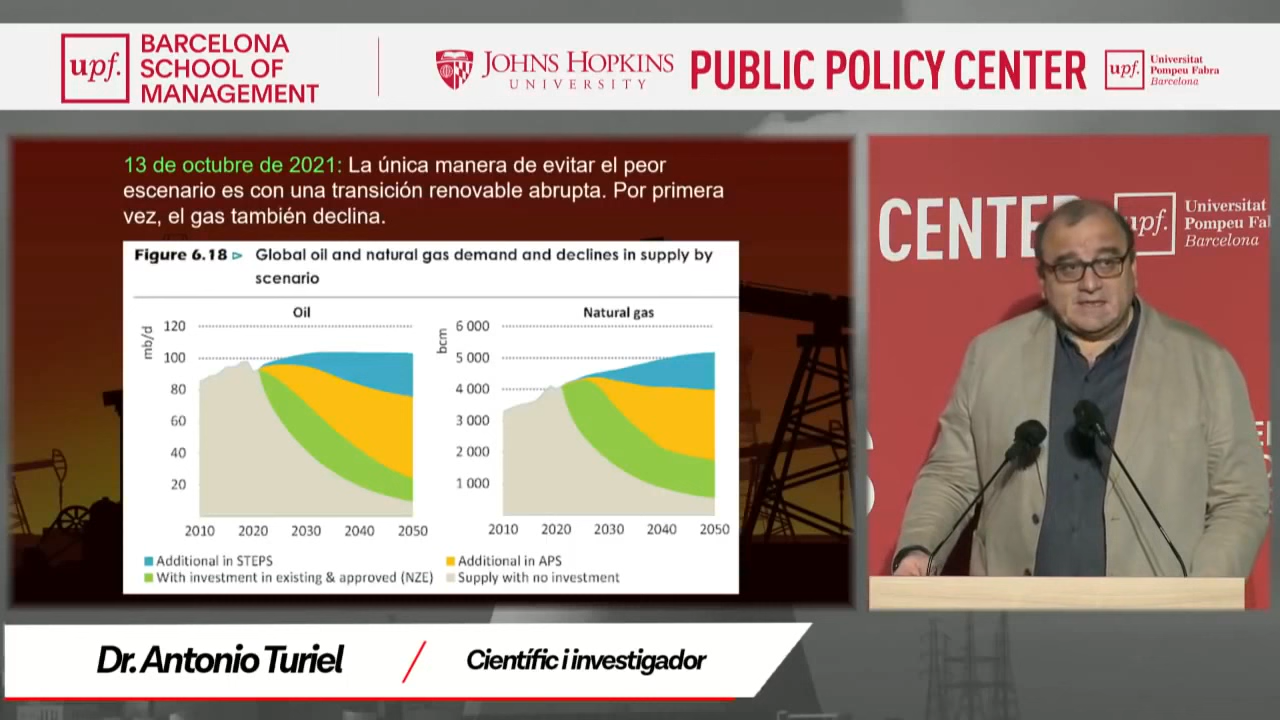 upf.
BARCELONA
SCHOOL OF
MANAGEMENT
JOHNS HOPKINS
UNIVERSITY
PUBLIC POLICY CENTER
upf.
Universitat
Pompeu Fabra
Barcelona
13 de octubre de 2021: La única manera de evitar el peor
escenario es con una transición renovable abrupta. Por primera
vez, el gas también declina.
Figure 6.18 ▷ Global oil and natural gas demand and declines in supply by
scenario
Oil
mb/d
120
100
80
60
40
20
2010 2020 2030 2040 2050
Natural gas
bcm
6 000
5 000
4 000
3 000
2 000
1 000
2010 2020 2030 2040 2050
Additional in STEPS
Additional in APS
With investment in existing & approved (NZE)
Supply with no investment
CENTE
upf.
Universitat
Pompeu Fa
Barcelona
Dr. Antonio Turiel / Científic i investigador